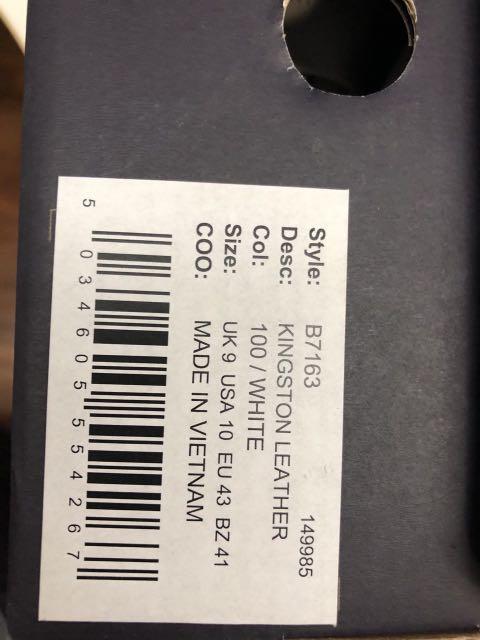 Style: B7163 149985
Desc: KINGSTON LEATHER
Col: 100 / WHITE
Size: UK 9 USA 10 EU 43 BZ 41
COO: MADE IN VIETNAM
5 034605 554267